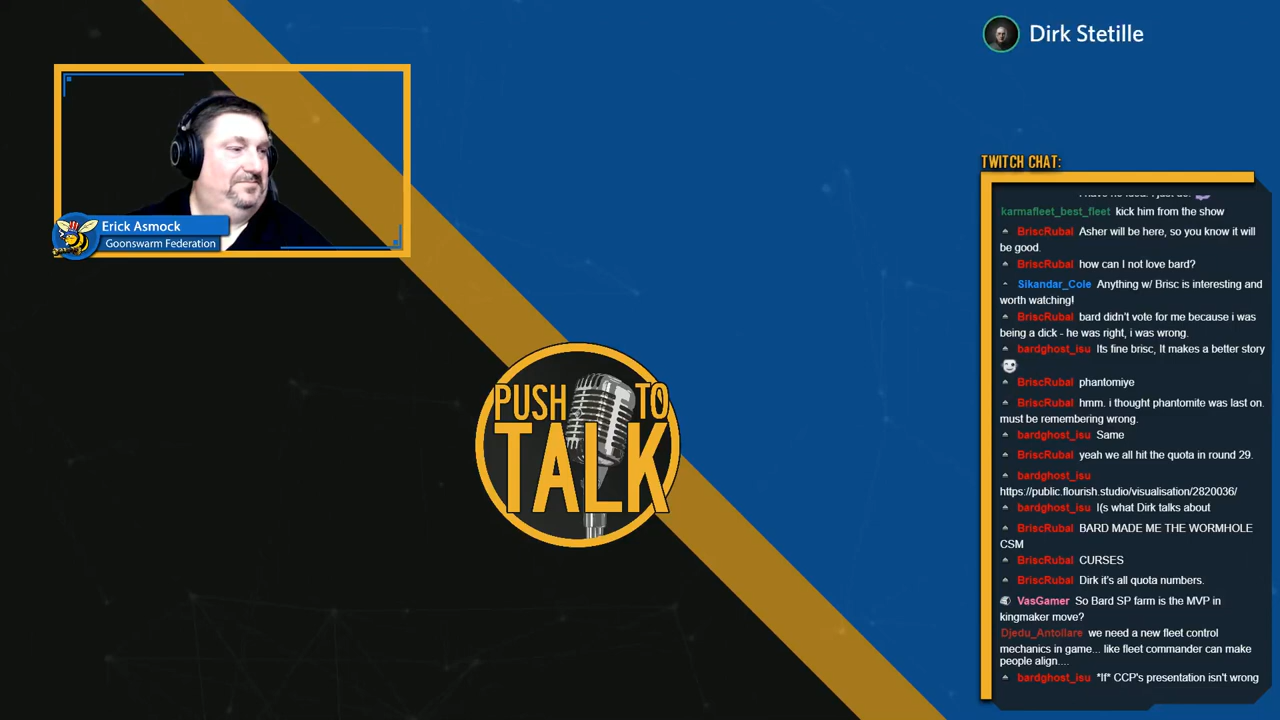 Dirk Stetille
Erick Asmock
Goonswarm Federation
PUSH TO
TALK
TWITCH CHAT:
I have no idea. I just do.
karmafleet_best_fleet kick him from the show
BriscRubal Asher will be here, so you know it will
be good.
BriscRubal how can I not love bard?
Sikandar_Cole Anything w/ Brisc is interesting and
worth watching!
BriscRubal bard didn't vote for me because i was
being a dick - he was right, i was wrong.
bardghost_isu Its fine brisc, It makes a better story
BriscRubal phantomiye
BriscRubal hmm. i thought phantomite was last on.
must be remembering wrong.
bardghost_isu Same
BriscRubal yeah we all hit the quota in round 29.
bardghost_isu
https://public.flourish.studio/visualisation/2820036/
bardghost_isu I(s what Dirk talks about
BriscRubal BARD MADE ME THE WORMHOLE
CSM
BriscRubal CURSES
BriscRubal Dirk it's all quota numbers.
VasGamer So Bard SP farm is the MVP in
kingmaker move?
Djedu_Antollare we need a new fleet control
mechanics in game... like fleet commander can make
people align....
bardghost_isu *If* CCP's presentation isn't wrong